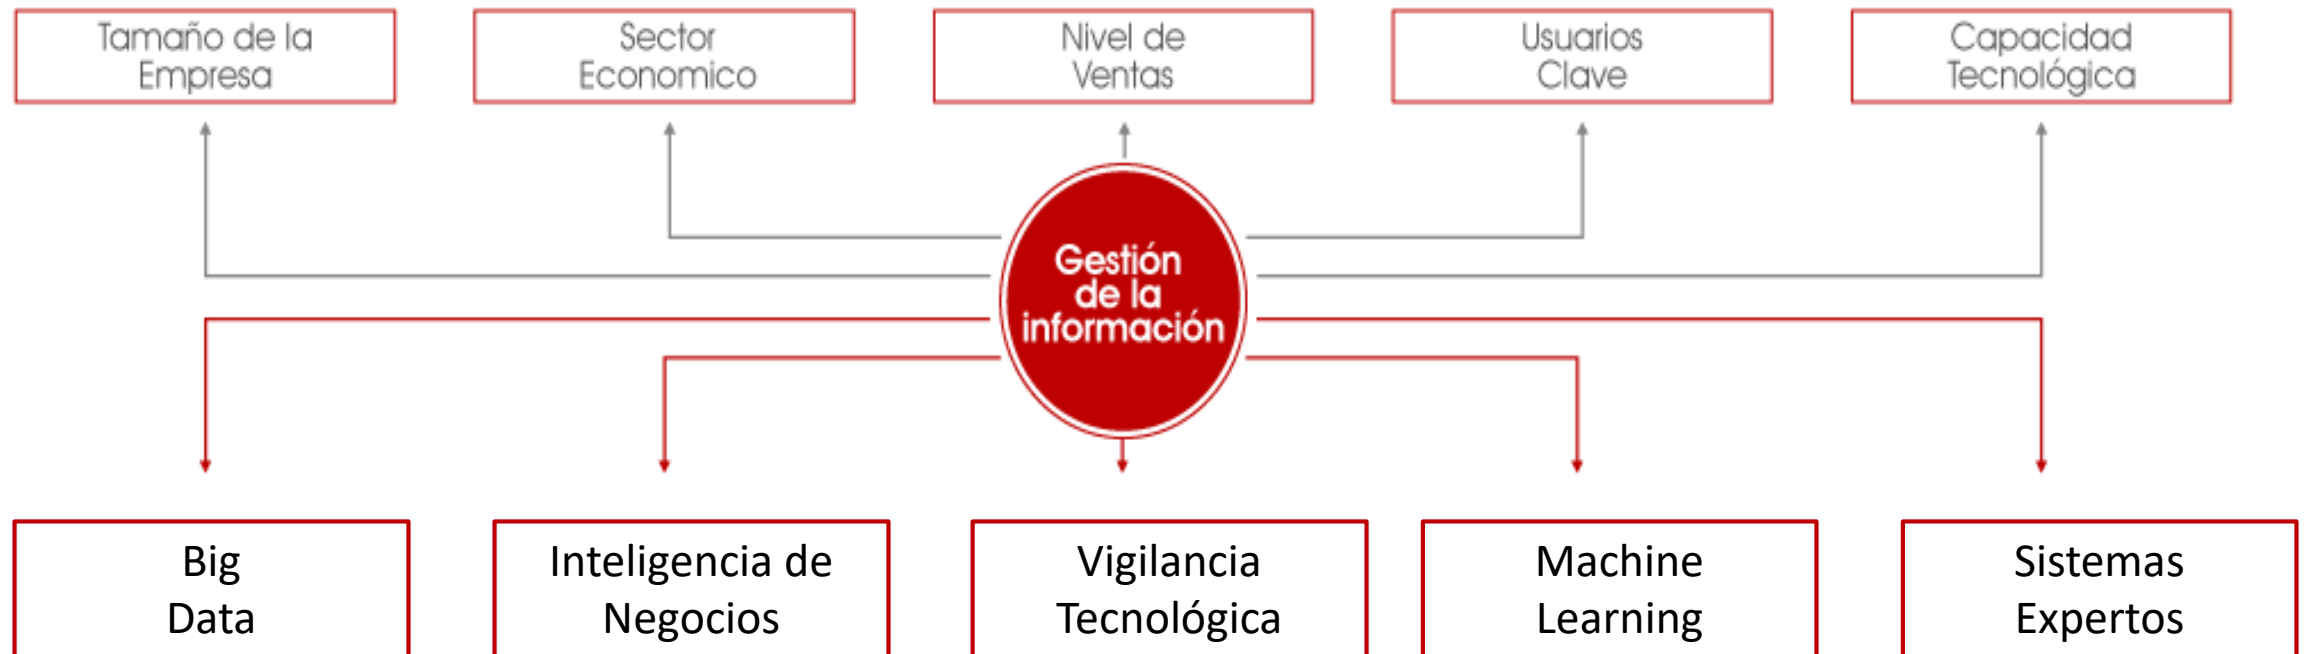 Tamaño de la
Empresa
Sector
Economico
Nivel de
Ventas
Usuarios
Clave
Capacidad
Tecnológica
Gestión
de la
información
Big
Data
Inteligencia de
Negocios
Vigilancia
Tecnológica
Machine
Learning
Sistemas
Expertos